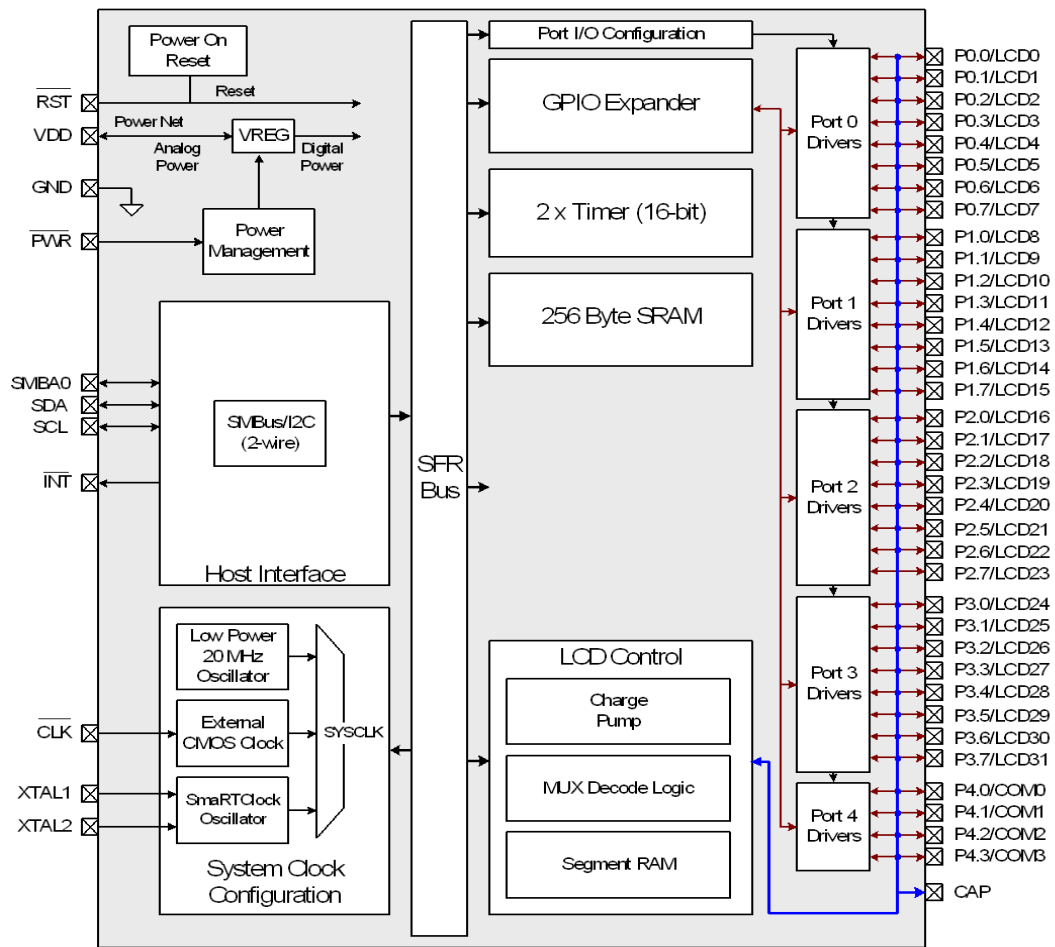 Power On
Reset
RST
Reset
VDD
Power Net
Analog
Power
VREG
Digital
Power
GND
PWR
Power
Management
SMBA0
SDA
SCL
INT
SMBus/I2C
(2-wire)
Host Interface
Low Power
20 MHz
Oscillator
CLK
External
CMOS Clock
XTAL1
XTAL2
SmaRTClock
Oscillator
SYSCLK
System Clock
Configuration
SFR
Bus
Port I/O Configuration
GPIO Expander
2 x Timer (16-bit)
256 Byte SRAM
LCD Control
Charge
Pump
MUX Decode Logic
Segment RAM
Port 0
Drivers
Port 1
Drivers
Port 2
Drivers
Port 3
Drivers
Port 4
Drivers
P0.0/LCD0
P0.1/LCD1
P0.2/LCD2
P0.3/LCD3
P0.4/LCD4
P0.5/LCD5
P0.6/LCD6
P0.7/LCD7
P1.0/LCD8
P1.1/LCD9
P1.2/LCD10
P1.3/LCD11
P1.4/LCD12
P1.5/LCD13
P1.6/LCD14
P1.7/LCD15
P2.0/LCD16
P2.1/LCD17
P2.2/LCD18
P2.3/LCD19
P2.4/LCD20
P2.5/LCD21
P2.6/LCD22
P2.7/LCD23
P3.0/LCD24
P3.1/LCD25
P3.2/LCD26
P3.3/LCD27
P3.4/LCD28
P3.5/LCD29
P3.6/LCD30
P3.7/LCD31
P4.0/COM0
P4.1/COM1
P4.2/COM2
P4.3/COM3
CAP